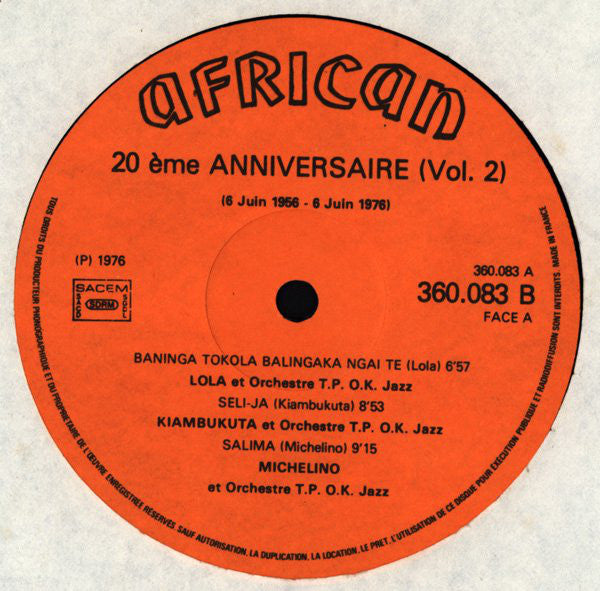 aFRICan
20 ème ANNIVERSAIRE (Vol. 2)
(6 Juin 1956 - 6 Juin 1976)
(P) 1976
360.083 A
360.083 B
FACE A
SACEM
SACD
SDRM
SGDL
BANINGA TOKOLA BALINGAKA NGAI TE (Lola) 6'57
LOLA et Orchestre T.P. O.K. Jazz
SELI-JA (Kiambukuta) 8'53
KIAMBUKUTA et Orchestre T.P. O.K. Jazz
SALIMA (Michelino) 9'15
MICHELINO
et Orchestre T.P. O.K. Jazz
TOUS DROITS DU PRODUCTEUR PHONOGRAPHIQUE ET DU PROPRIETAIRE DE L'ŒUVRE ENREGISTREE RESERVES SAUF AUTORISATION, LA DUPLICATION, LA LOCATION, LE PRET, L'UTILISATION DE CE DISQUE POUR EXECUTION PUBLIQUE ET RADIODIFFUSION SONT INTERDITS. MADE IN FRANCE